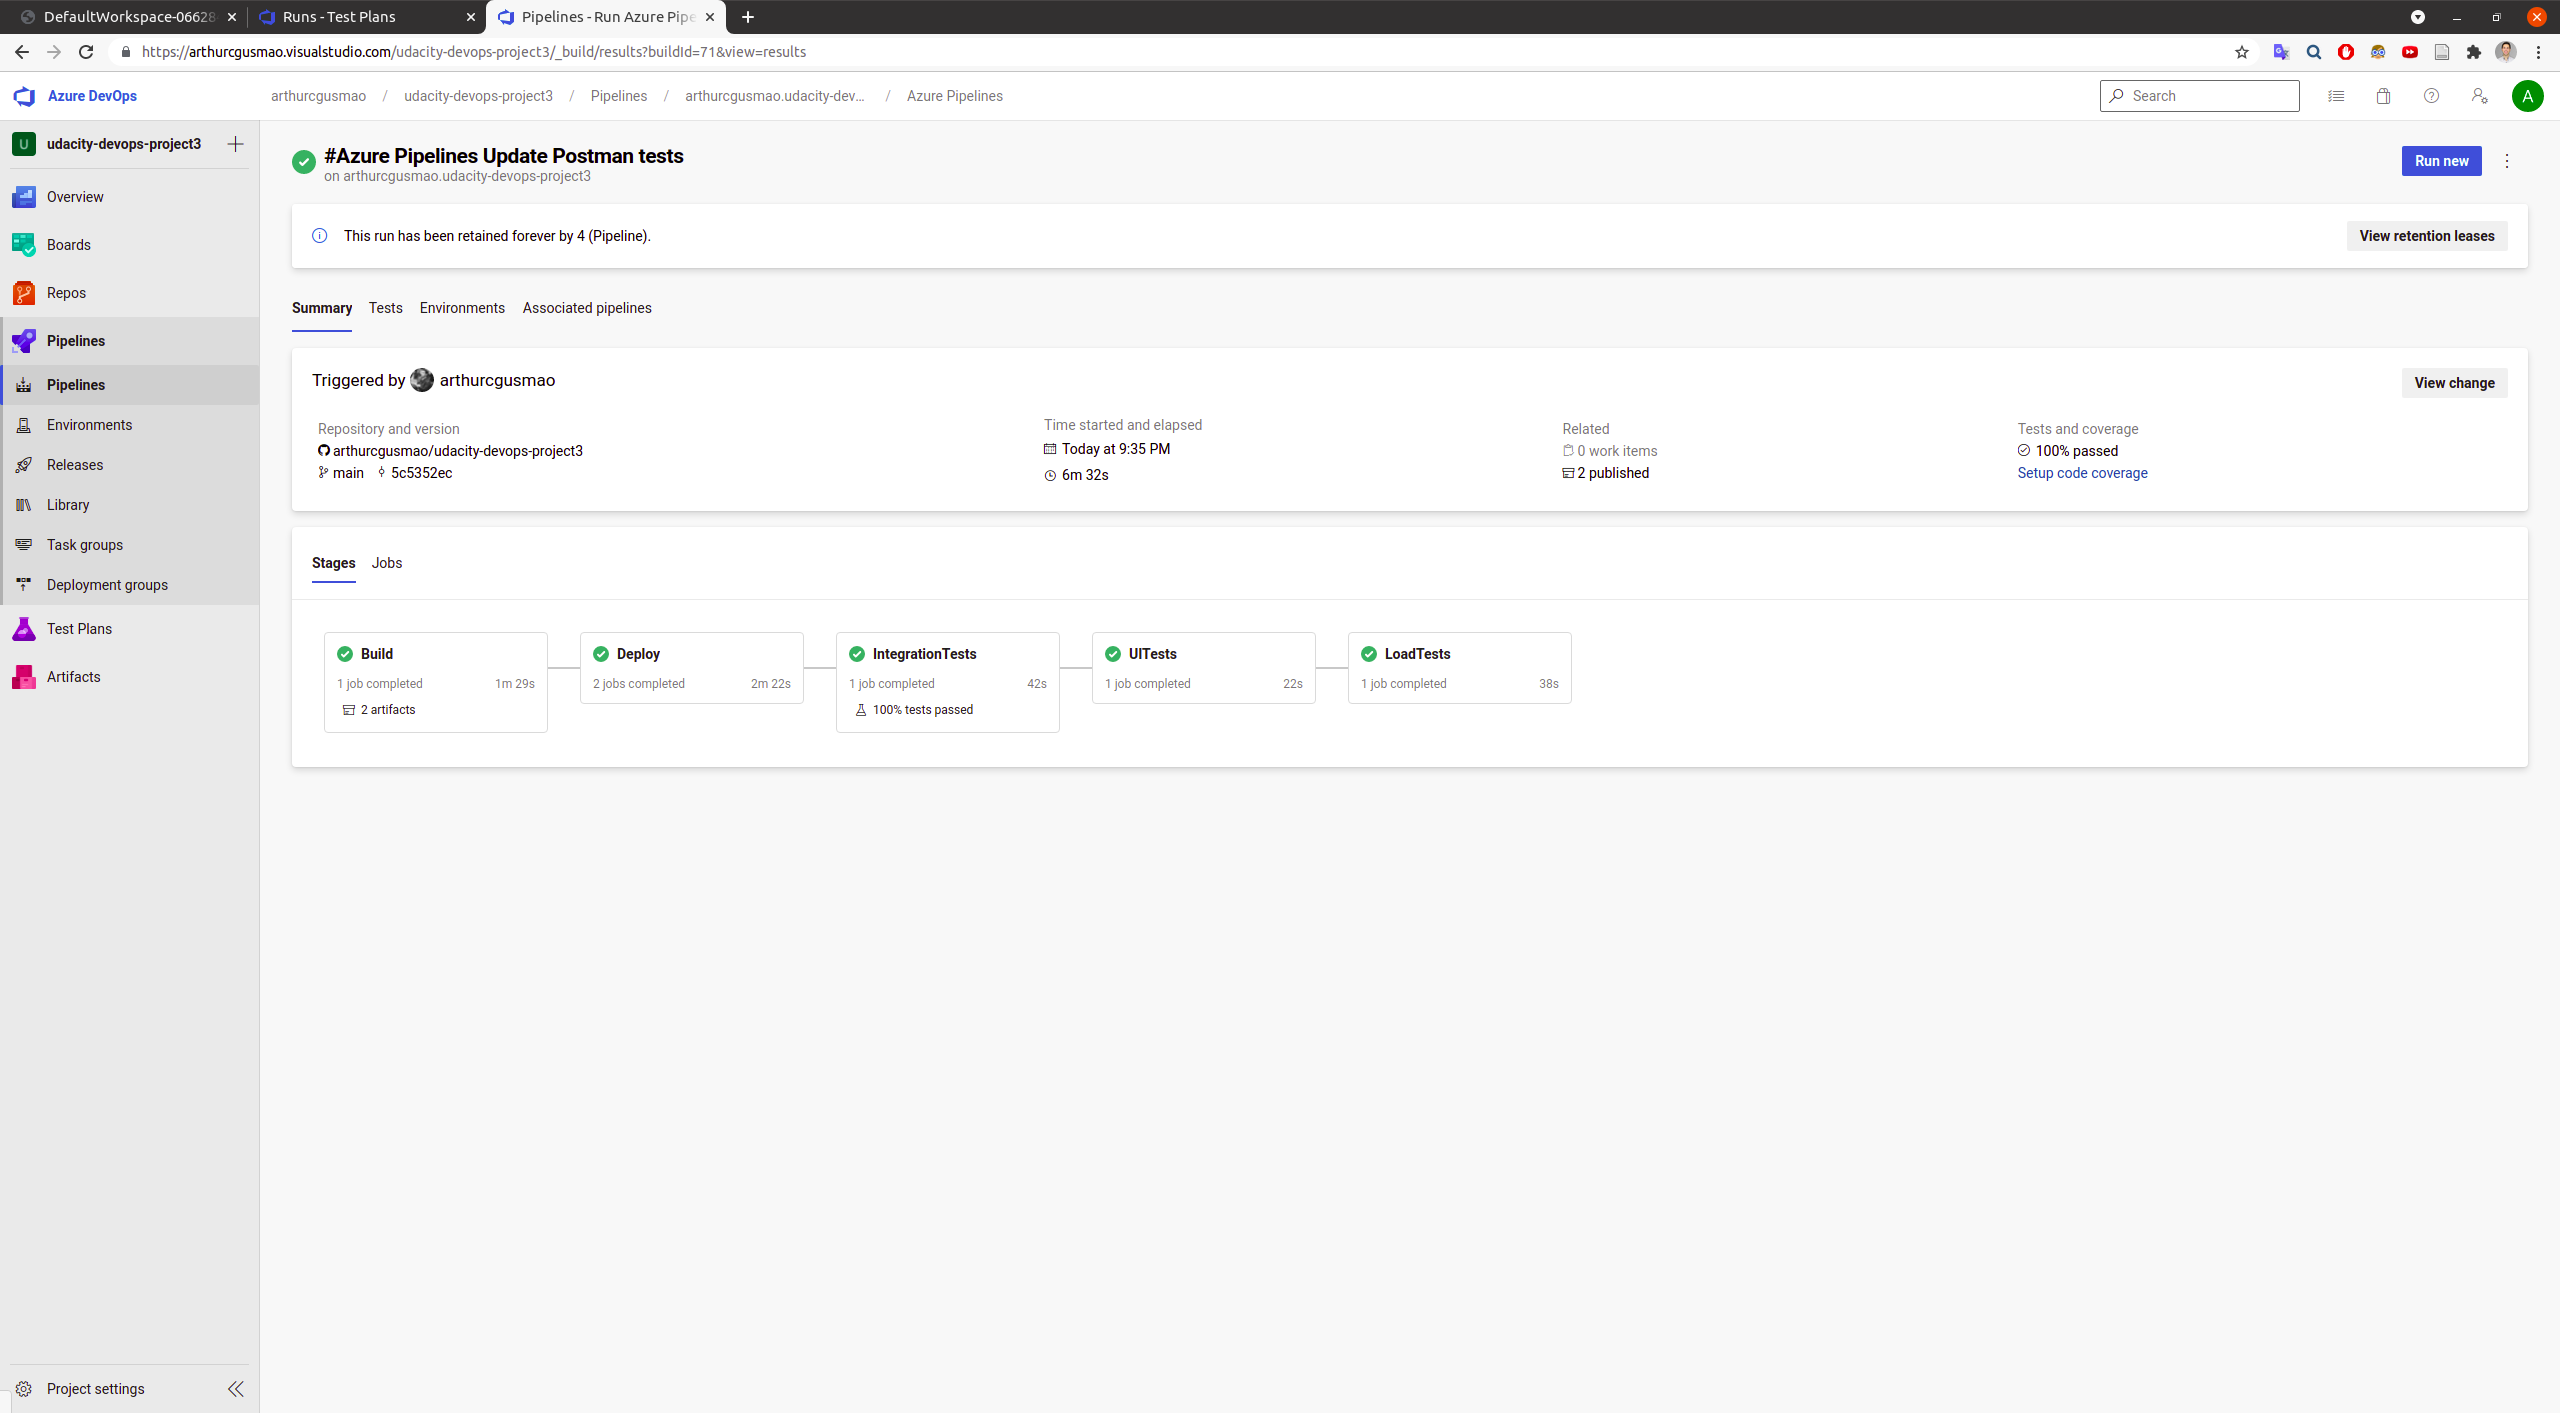 DefaultWorkspace-06628
Runs - Test Plans
Pipelines - Run Azure Pipe
https://arthurcgusmao.visualstudio.com/udacity-devops-project3/_build/results?buildId=71&view=results
Azure DevOps
arthurcgusmao / udacity-devops-project3 / Pipelines / arthurcgusmao.udacity-dev... / Azure Pipelines
Search
A
U udacity-devops-project3
Overview
Boards
Repos
Pipelines
Pipelines
Environments
Releases
Library
Task groups
Deployment groups
Test Plans
Artifacts
Project settings
#Azure Pipelines Update Postman tests
on arthurcgusmao.udacity-devops-project3
Run new
This run has been retained forever by 4 (Pipeline).
View retention leases
Summary Tests Environments Associated pipelines
Triggered by arthurcgusmao
View change
Repository and version
arthurcgusmao/udacity-devops-project3
main 5c5352ec
Time started and elapsed
Today at 9:35 PM
6m 32s
Related
0 work items
2 published
Tests and coverage
100% passed
Setup code coverage
Stages Jobs
Build
1 job completed 1m 29s
2 artifacts
Deploy
2 jobs completed 2m 22s
IntegrationTests
1 job completed 42s
100% tests passed
UITests
1 job completed 22s
LoadTests
1 job completed 38s